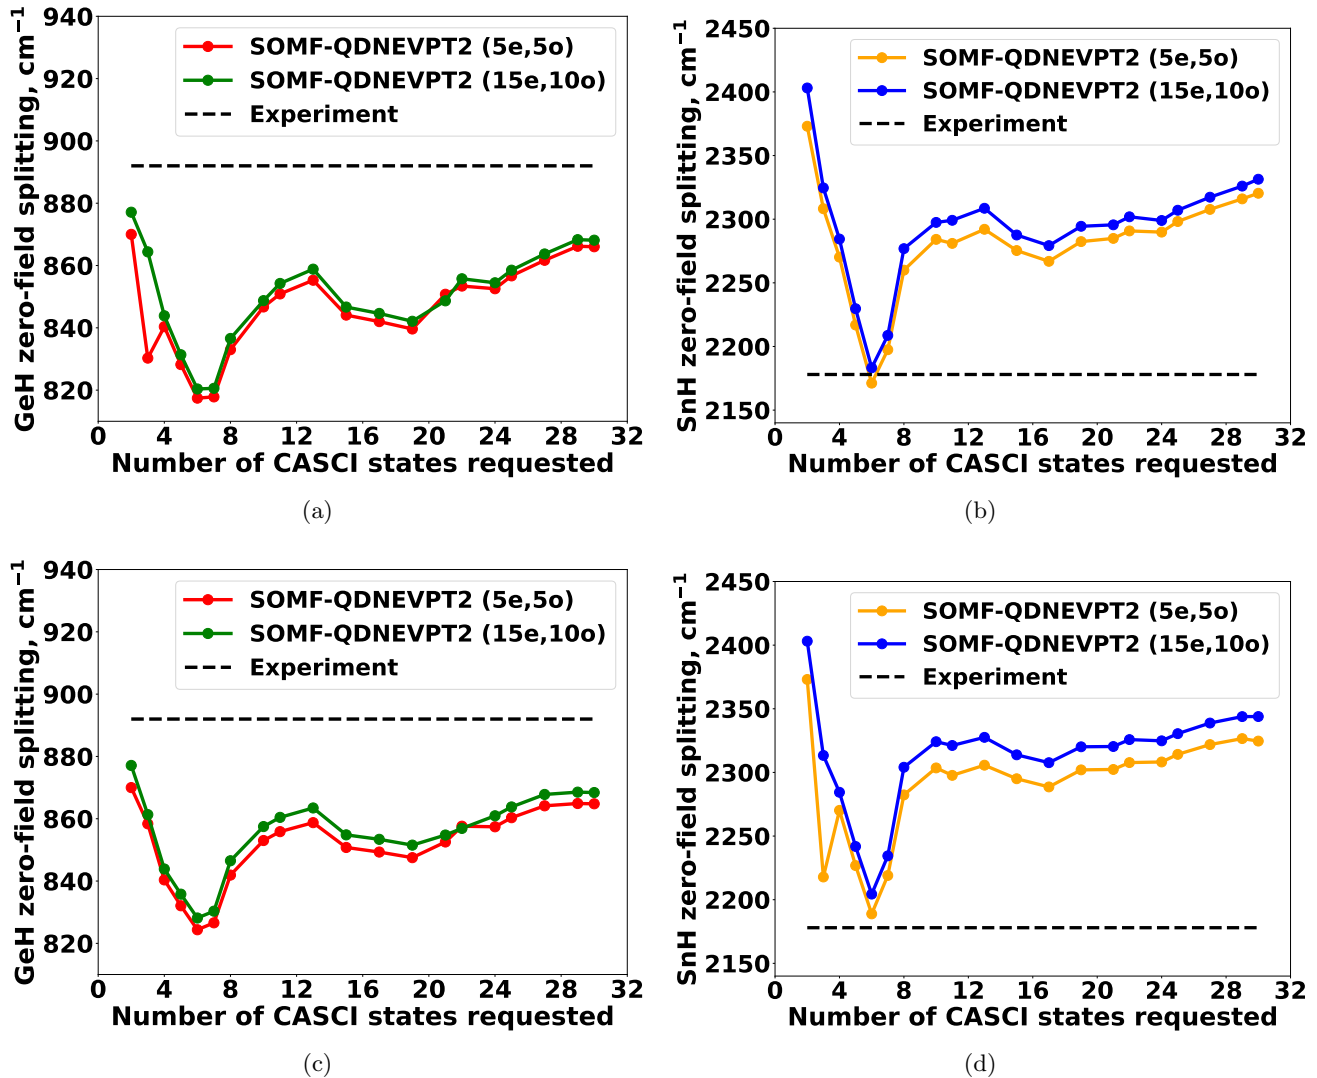 GeH zero-field splitting, cm⁻¹
940
920
900
880
860
840
820
SOMF-QDNEVPT2 (5e,5o)
SOMF-QDNEVPT2 (15e,10o)
Experiment
0 4 8 12 16 20 24 28 32
Number of CASCI states requested
(a)
SnH zero-field splitting, cm⁻¹
2450
2400
2350
2300
2250
2200
2150
SOMF-QDNEVPT2 (5e,5o)
SOMF-QDNEVPT2 (15e,10o)
Experiment
0 4 8 12 16 20 24 28 32
Number of CASCI states requested
(b)
GeH zero-field splitting, cm⁻¹
940
920
900
880
860
840
820
SOMF-QDNEVPT2 (5e,5o)
SOMF-QDNEVPT2 (15e,10o)
Experiment
0 4 8 12 16 20 24 28 32
Number of CASCI states requested
(c)
SnH zero-field splitting, cm⁻¹
2450
2400
2350
2300
2250
2200
2150
SOMF-QDNEVPT2 (5e,5o)
SOMF-QDNEVPT2 (15e,10o)
Experiment
0 4 8 12 16 20 24 28 32
Number of CASCI states requested
(d)